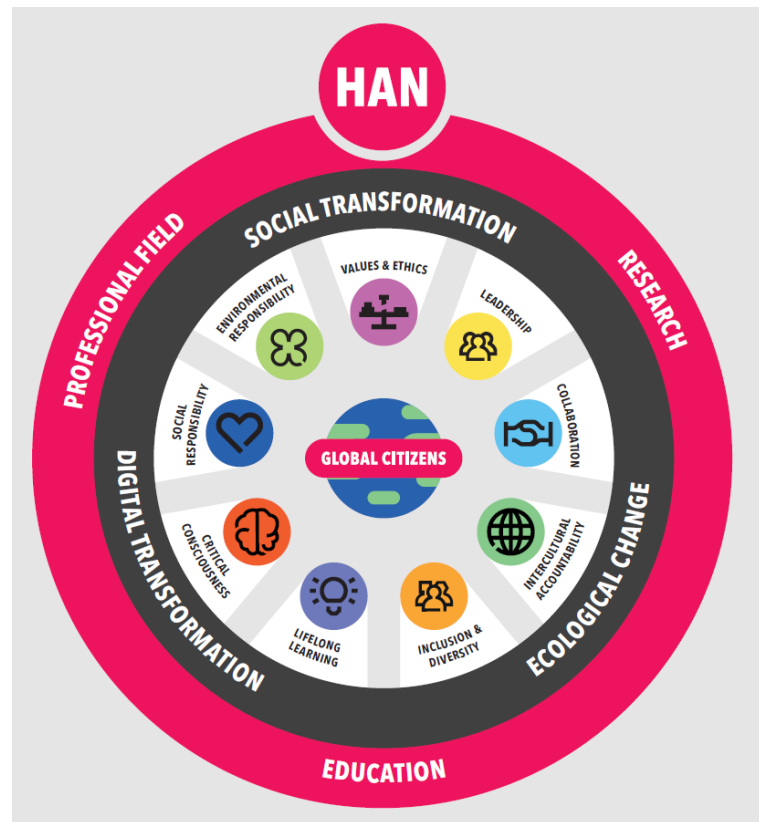 HAN
PROFESSIONAL FIELD
RESEARCH
EDUCATION
SOCIAL TRANSFORMATION
ECOLOGICAL CHANGE
DIGITAL TRANSFORMATION
VALUES & ETHICS
LEADERSHIP
COLLABORATION
INTERCULTURAL
ACCOUNTABILITY
INCLUSION &
DIVERSITY
LIFELONG
LEARNING
CRITICAL
CONSCIOUSNESS
SOCIAL
RESPONSIBILITY
ENVIRONMENTAL
RESPONSIBILITY
GLOBAL CITIZENS